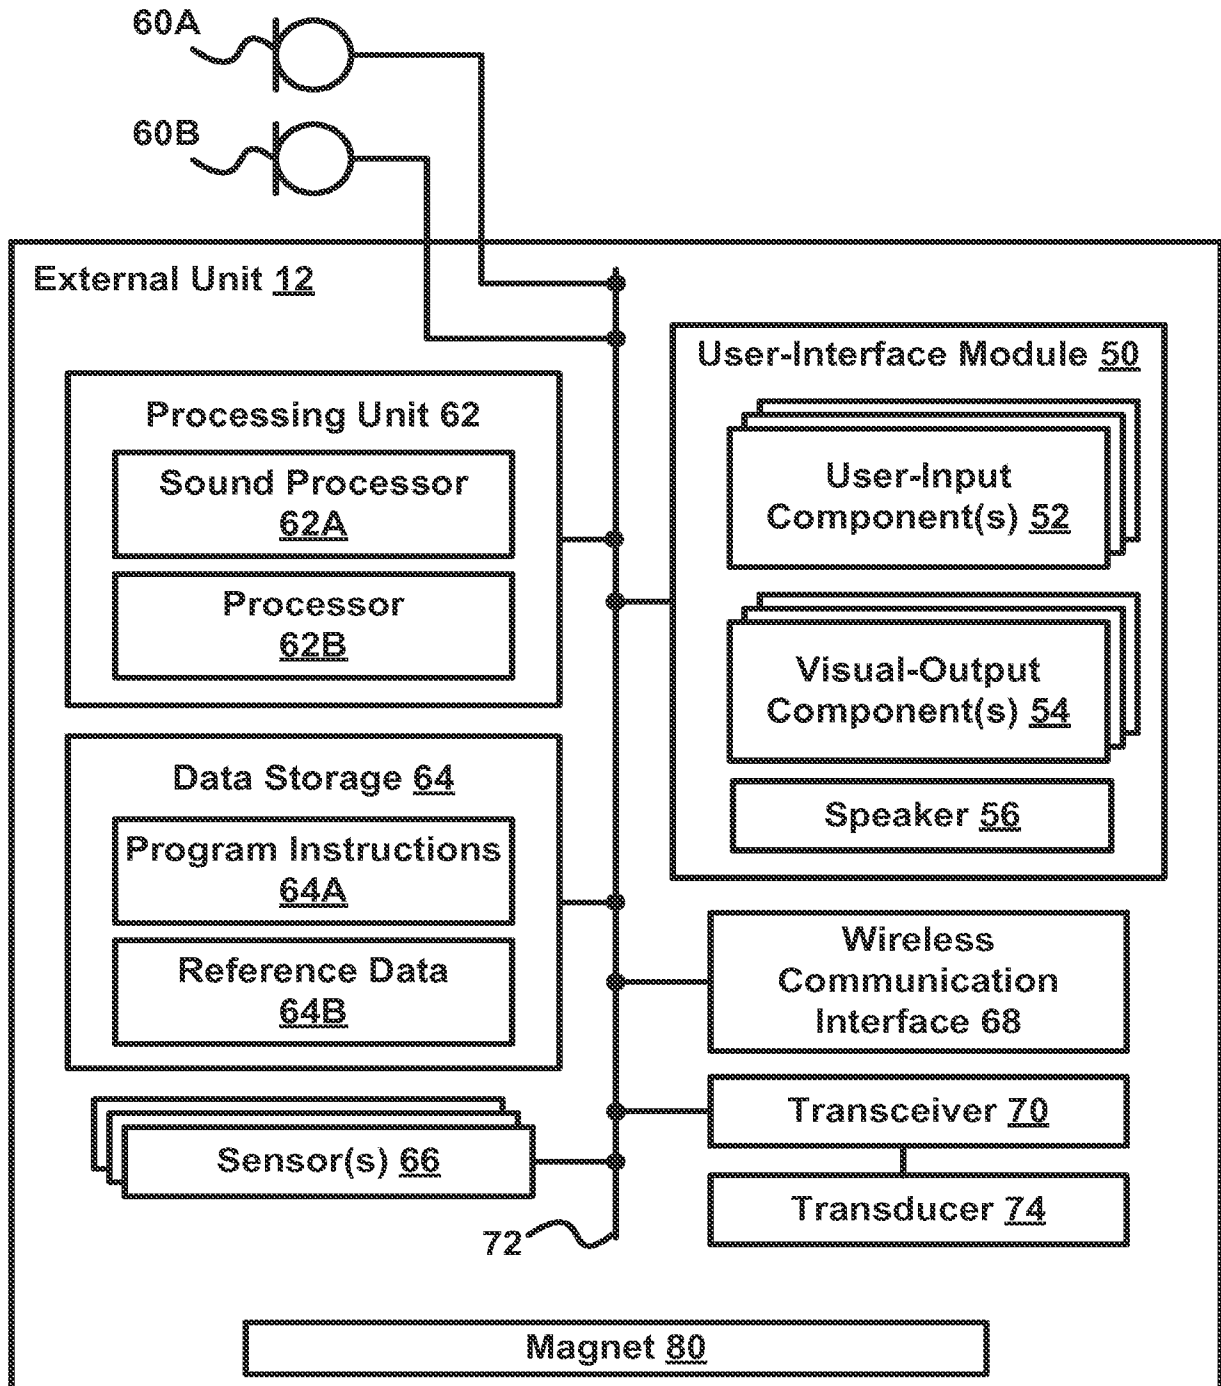 60A
60B
External Unit 12
Processing Unit 62
Sound Processor
62A
Processor
62B
Data Storage 64
Program Instructions
64A
Reference Data
64B
Sensor(s) 66
72
User-Interface Module 50
User-Input
Component(s) 52
Visual-Output
Component(s) 54
Speaker 56
Wireless
Communication
Interface 68
Transceiver 70
Transducer 74
Magnet 80